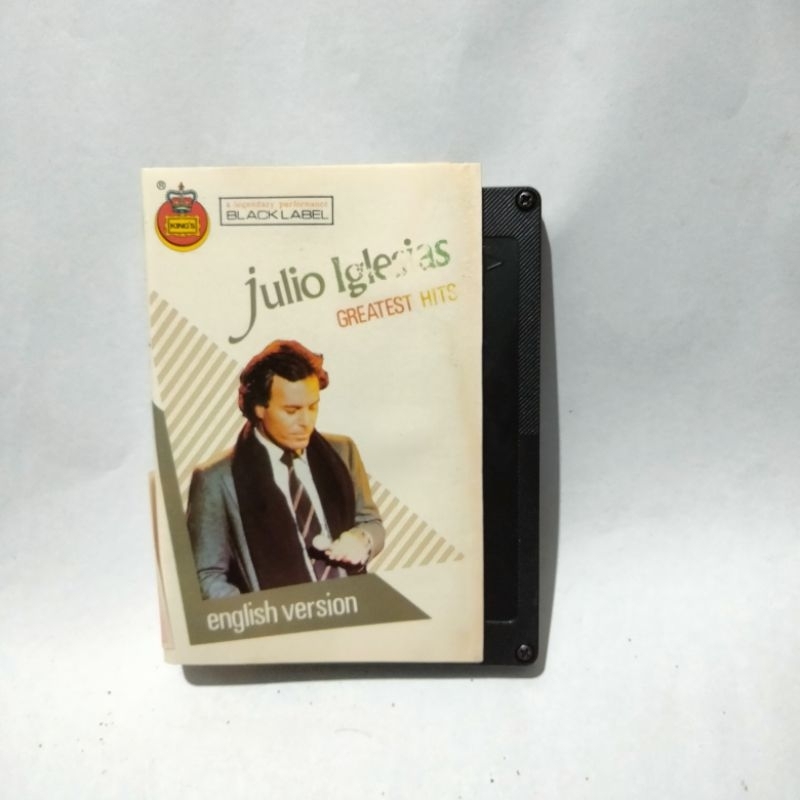 ®
KING'S
a legendary performance
BLACK LABEL
julio Iglesias
GREATEST HITS
english version